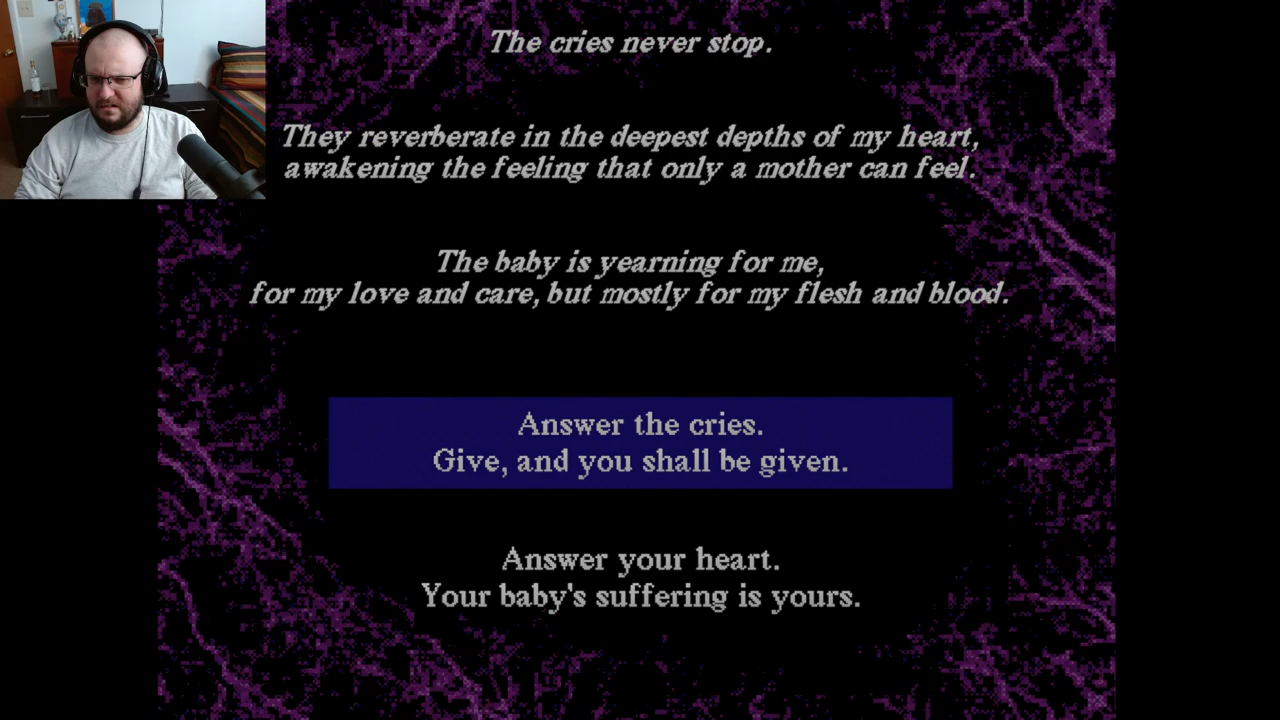 The cries never stop.
They reverberate in the deepest depths of my heart,
awakening the feeling that only a mother can feel.
The baby is yearning for me,
for my love and care, but mostly for my flesh and blood.
Answer the cries.
Give, and you shall be given.
Answer your heart.
Your baby's suffering is yours.